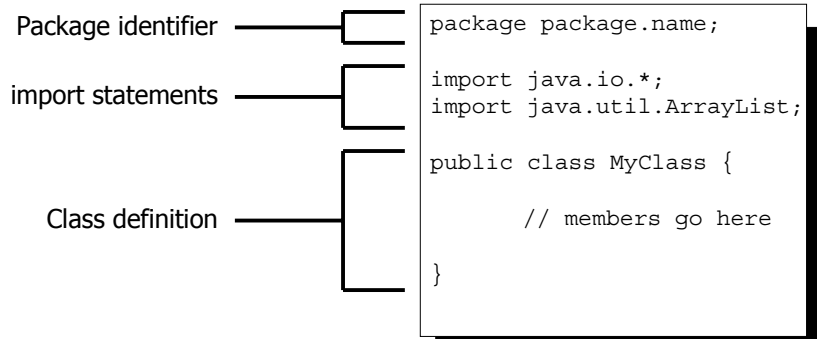 Package identifier
package package.name;
import statements
import java.io.*;
import java.util.ArrayList;
Class definition
public class MyClass {
// members go here
}